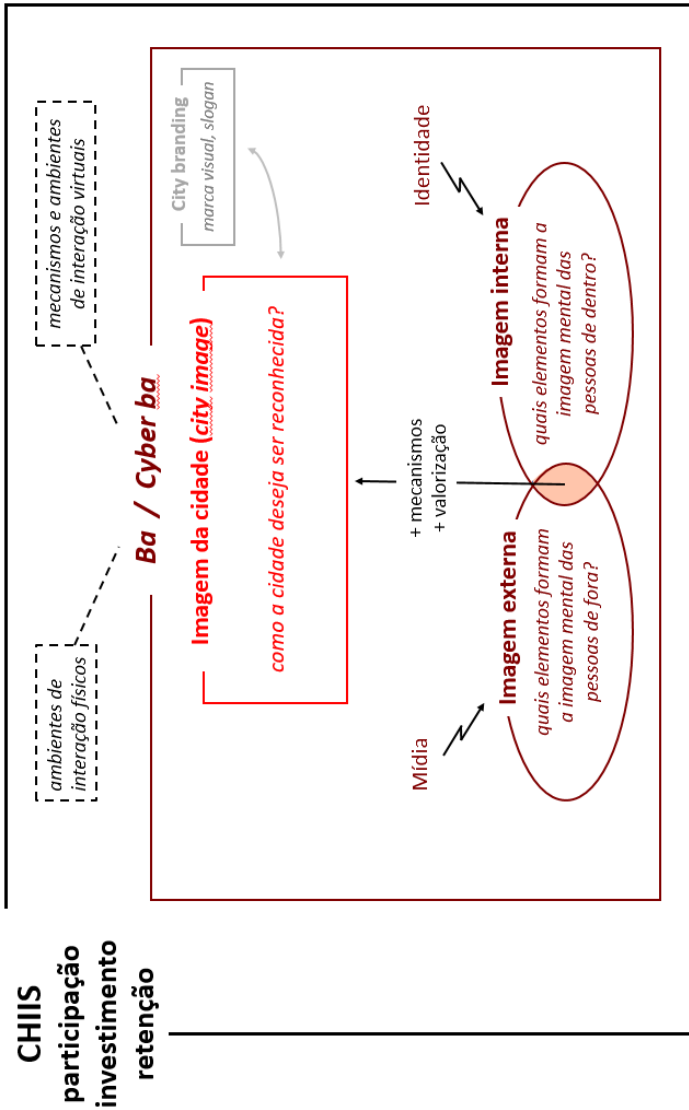 CHIIS
participação
investimento
retenção
ambientes de
interação físicos
mecanismos e ambientes
de interação virtuais
Ba / Cyber ba
Imagem da cidade (city image)
como a cidade deseja ser reconhecida?
City branding
marca visual, slogan
+ mecanismos
+ valorização
Mídia
Imagem externa
quais elementos formam
a imagem mental das
pessoas de fora?
Identidade
Imagem interna
quais elementos formam a
imagem mental das
pessoas de dentro?